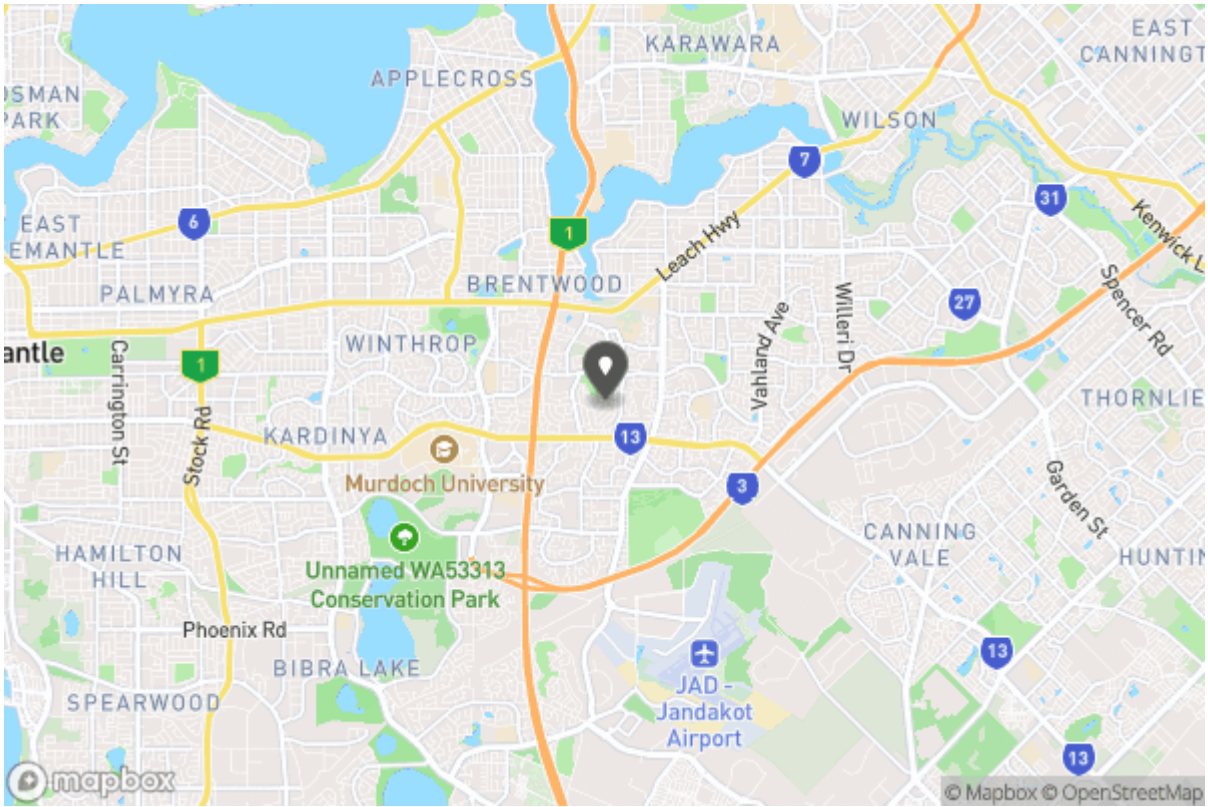 KARAWARA
EAST
CANNINGT
APPLECROSS
OSMAN
PARK
WILSON
7
31
6
EAST
EMANTLE
1
Leach Hwy
Kenwick L
BRENTWOOD
PALMYRA
27
Spencer Rd
Willeri Dr
Vahland Ave
WINTHROP
antle
1
Carrington St
THORNLIE
Stock Rd
KARDINYA
13
Murdoch University
3
Garden St
CANNING
VALE
HAMILTON
HILL
HUNTIN
Unnamed WA53313
Conservation Park
Phoenix Rd
13
BIBRA LAKE
JAD -
Jandakot
Airport
SPEARWOOD
13
mapbox
© Mapbox © OpenStreetMap